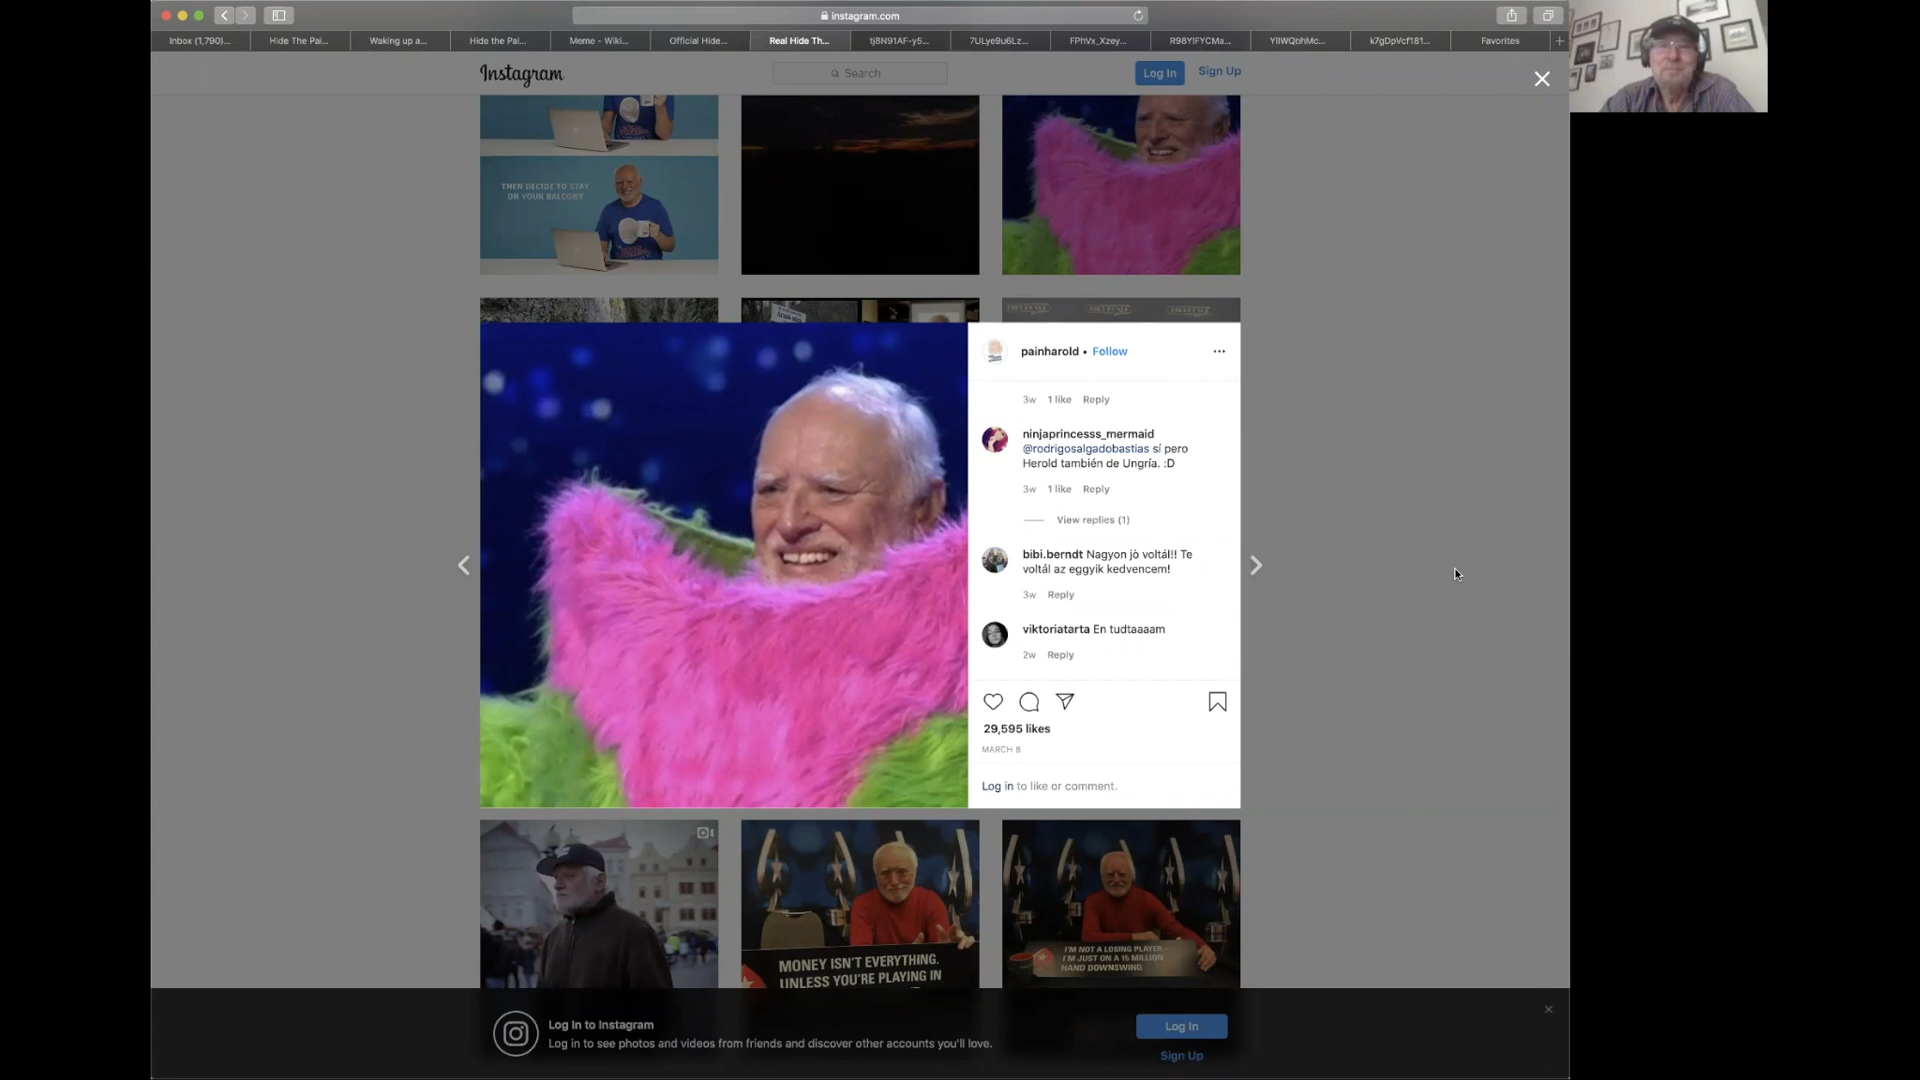 instagram.com
Inbox (1,790)...
Hide The Pai...
Waking up a...
Hide the Pai...
Meme - Wiki...
Official Hide...
Real Hide Th...
tj8N91AF-y5...
7ULye9u6Lz...
FPhVx_Xzey...
R98YIFYCMa...
YIIWQbhMc...
k7gDpVcf181...
Favorites
Instagram
Search
Log In
Sign Up
THEN DECIDE TO STAY
ON YOUR BALCONY
painharold • Follow
3w 1 like Reply
ninjaprincesss_mermaid
@rodrigosalgadobastias sí pero
Herold también de Ungría. :D
3w 1 like Reply
View replies (1)
bibi.berndt Nagyon jò voltál!! Te
voltál az eggyik kedvencem!
3w Reply
viktoriatarta En tudtaaaam
2w Reply
29,595 likes
MARCH 8
Log in to like or comment.
MONEY ISN'T EVERYTHING.
UNLESS YOU'RE PLAYING IN
I'M NOT A LOSING PLAYER,
I'M JUST ON A 15 MILLION
HAND DOWNSWING
Log In to Instagram
Log in to see photos and videos from friends and discover other accounts you'll love.
Log In
Sign Up